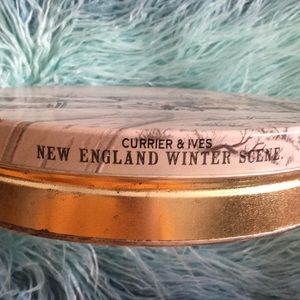 CURRIER & IVES
NEW ENGLAND WINTER SCENE.